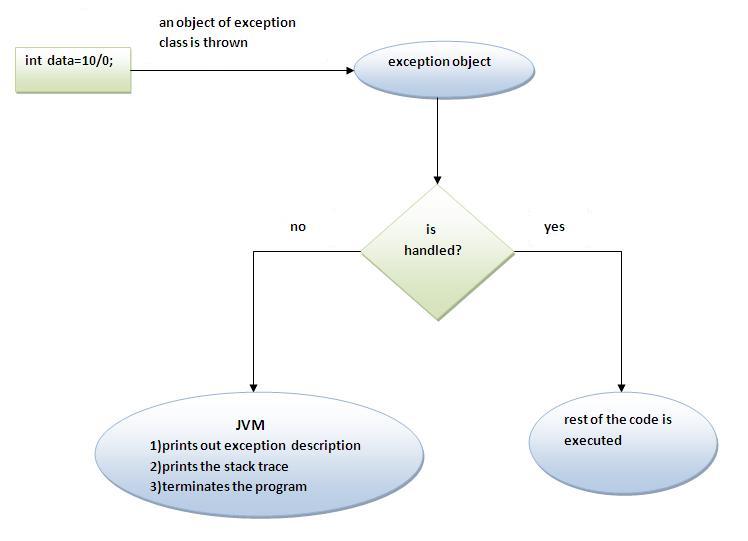 an object of exception
class is thrown
int data=10/0;
exception object
is
handled?
no
yes
JVM
1)prints out exception description
2)prints the stack trace
3)terminates the program
rest of the code is
executed